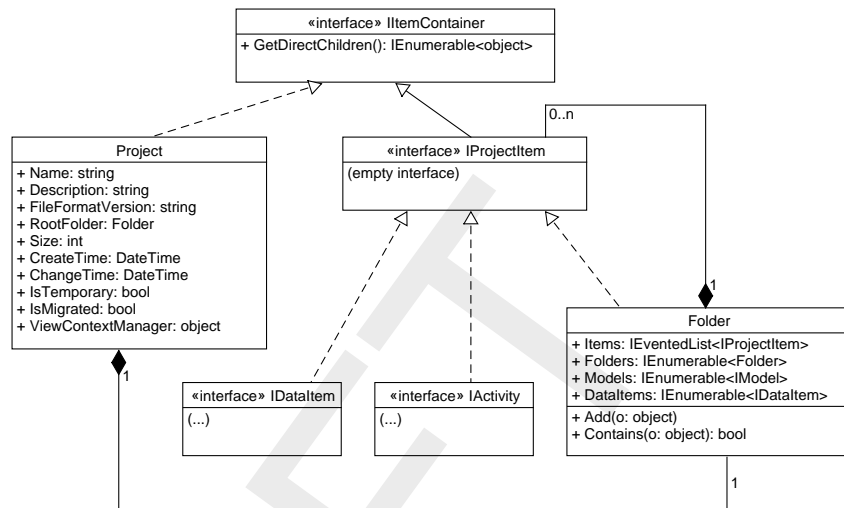 «interface» IItemContainer
+ GetDirectChildren(): IEnumerable<object>
0..n
Project
+ Name: string
+ Description: string
+ FileFormatVersion: string
+ RootFolder: Folder
+ Size: int
+ CreateTime: DateTime
+ ChangeTime: DateTime
+ IsTemporary: bool
+ IsMigrated: bool
+ ViewContextManager: object
1
«interface» IProjectItem
(empty interface)
1
«interface» IDataItem
(...)
«interface» IActivity
(...)
Folder
+ Items: IEventedList<IProjectItem>
+ Folders: IEnumerable<Folder>
+ Models: IEnumerable<IModel>
+ DataItems: IEnumerable<IDataItem>
+ Add(o: object)
+ Contains(o: object): bool
1